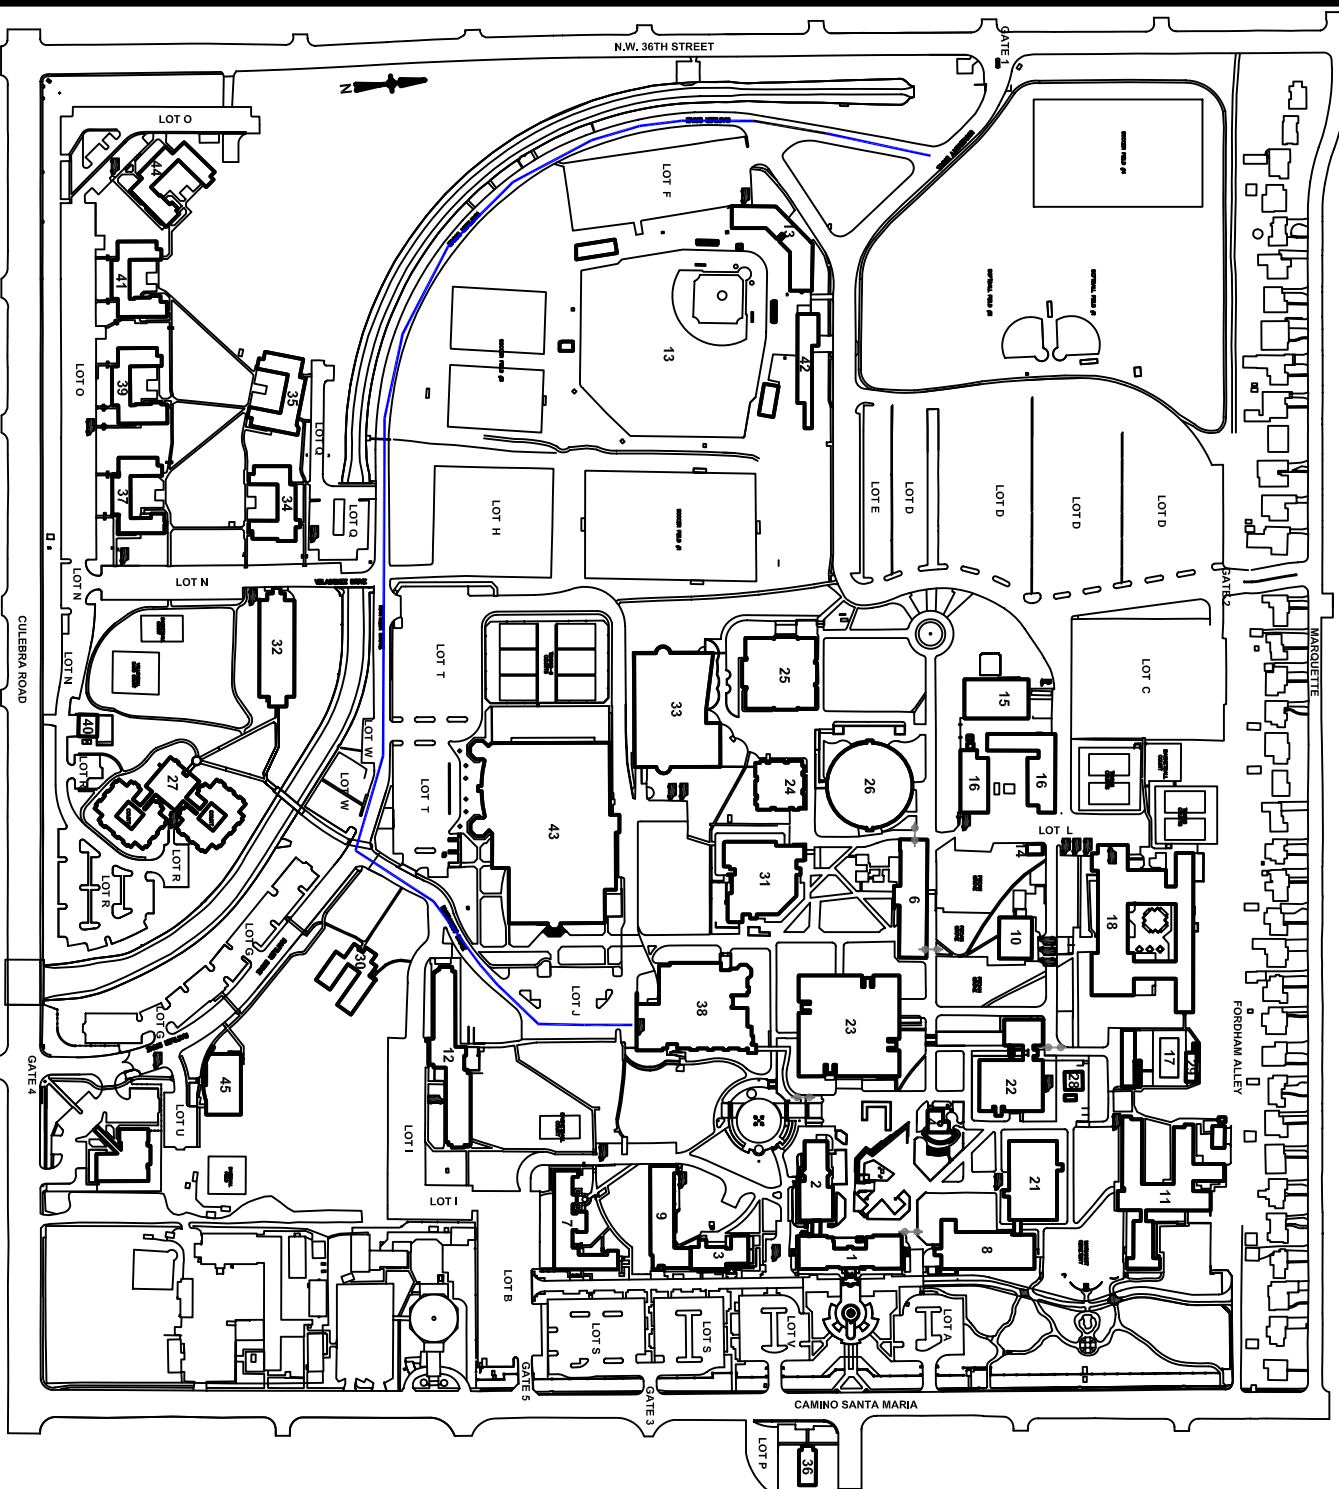 N.W. 36TH STREET
GATE 1
N
LOT O
44
LOT F
13
41
42
13
39
35
LOT O
LOT Q
37
34
LOT Q
LOT H
LOT E
LOT D
LOT D
LOT D
LOT D
LOT N
LOT N
GATE 2
MARQUETTE
CULEBRA ROAD
LOT N
32
LOT T
25
LOT C
33
15
40
LOT R
27
LOT W
LOT W
LOT T
43
24
26
16
16
LOT L
14
31
6
10
18
LOT R
LOT R
LOT G
30
LOT G
LOT J
38
23
12
22
28
17
29
FORDHAM ALLEY
GATE 4
45
LOT U
LOT I
LOT I
7
9
3
2
1
21
8
11
LOT B
LOT S
LOT S
LOT V
LOT A
GATE 5
GATE 3
CAMINO SANTA MARIA
LOT P
36